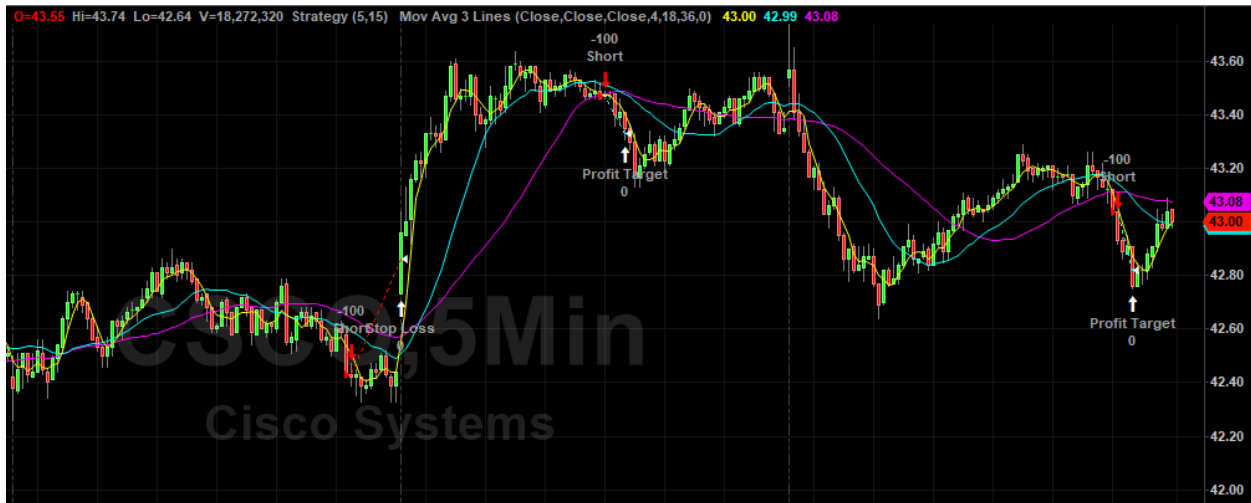 O=43.55 Hi=43.74 Lo=42.64 V=18,272,320 Strategy (5,15) Mov Avg 3 Lines (Close,Close,Close,4,18,36,0) 43.00 42.99 43.08
-100
Short
43.60
43.40
Profit Target
0
-100
Short
43.20
43.08
43.00
42.80
-100
Short
Stop Loss
0
Profit Target
0
42.60
CSCO,5Min
42.40
Cisco Systems
42.20
42.00